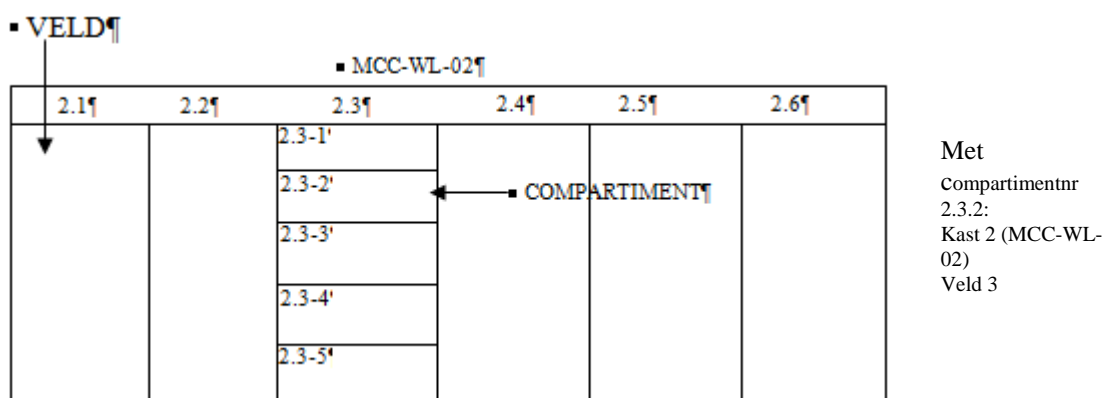 ▪ VELD¶
▪ MCC-WL-02¶
2.1¶ 2.2¶ 2.3¶ 2.4¶ 2.5¶ 2.6¶
2.3-1'
2.3-2'
▪ COMPARTIMENT¶
2.3-3'
2.3-4'
2.3-5'
Met
compartimentnr
2.3.2:
Kast 2 (MCC-WL-
02)
Veld 3